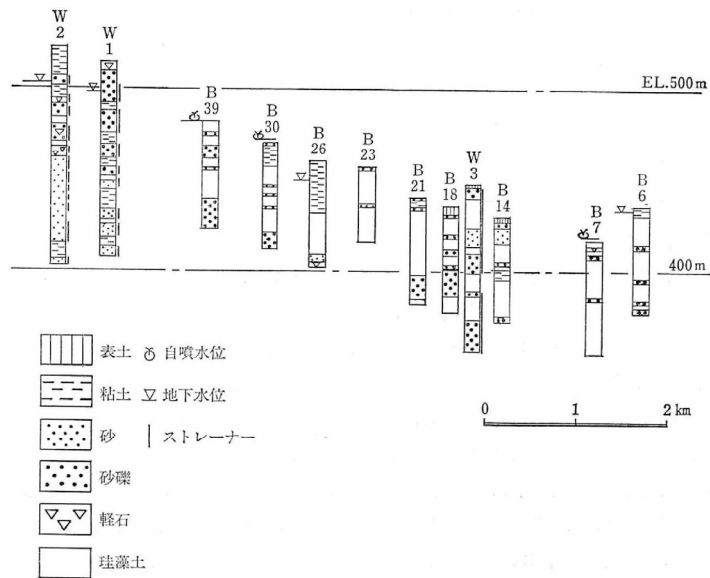 W
2
W
1
EL.500m
B
39
B
30
B
26
B
23
B
21
B
18
W
3
B
14
B
7
B
6
400m
表土 自噴水位
粘土 地下水位
砂 ストレーナー
砂礫
軽石
珪藻土
0 1 2 km